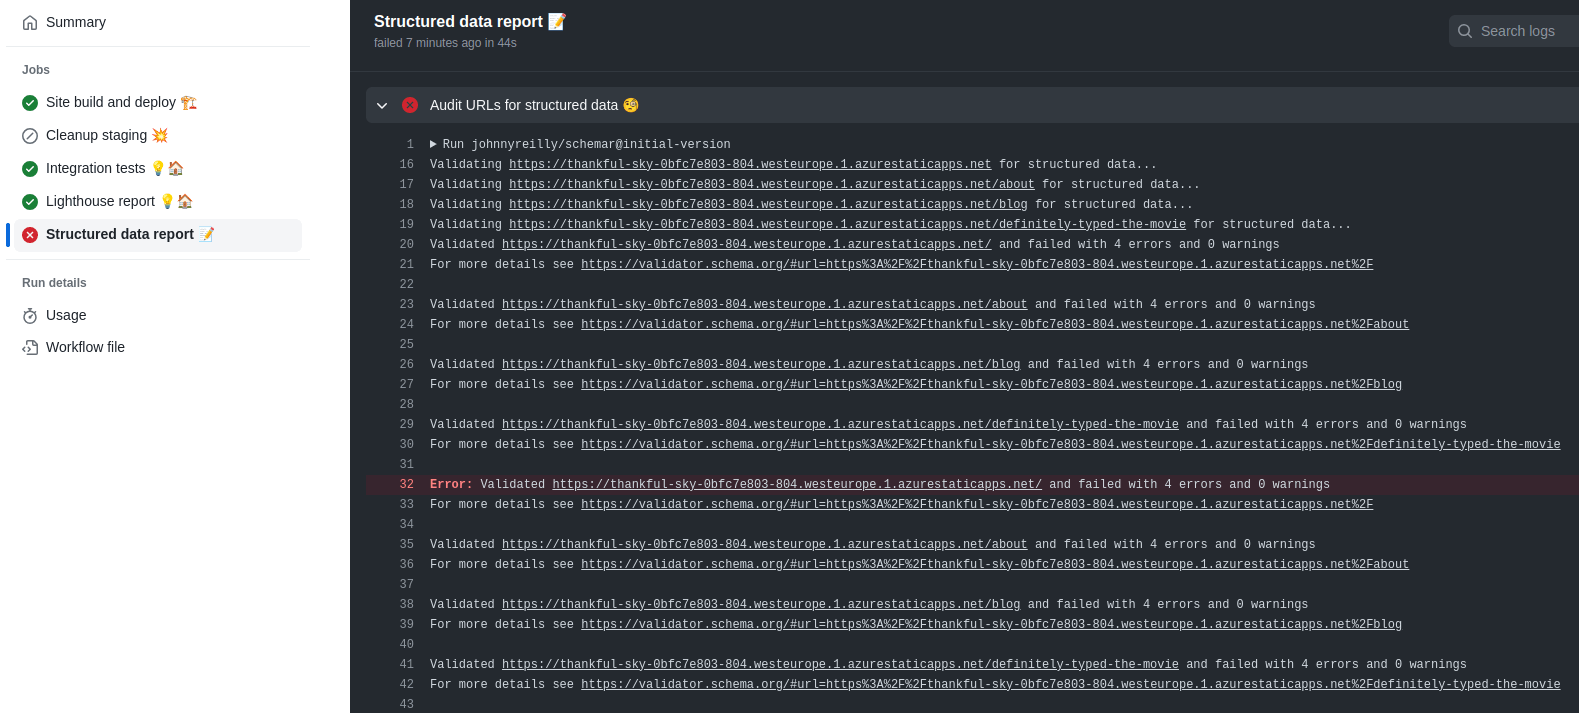 Summary
Jobs
Site build and deploy 🏗️
Cleanup staging 💥
Integration tests 💡🏠
Lighthouse report 💡🏠
Structured data report 📝
Run details
Usage
Workflow file
Structured data report 📝
failed 7 minutes ago in 44s
Search logs
Audit URLs for structured data 🧐
1 Run johnnyreilly/schemar@initial-version
16 Validating https://thankful-sky-0bfc7e803-804.westeurope.1.azurestaticapps.net for structured data...
17 Validating https://thankful-sky-0bfc7e803-804.westeurope.1.azurestaticapps.net/about for structured data...
18 Validating https://thankful-sky-0bfc7e803-804.westeurope.1.azurestaticapps.net/blog for structured data...
19 Validating https://thankful-sky-0bfc7e803-804.westeurope.1.azurestaticapps.net/definitely-typed-the-movie for structured data...
20 Validated https://thankful-sky-0bfc7e803-804.westeurope.1.azurestaticapps.net/ and failed with 4 errors and 0 warnings
21 For more details see https://validator.schema.org/#url=https%3A%2F%2Fthankful-sky-0bfc7e803-804.westeurope.1.azurestaticapps.net%2F
22
23 Validated https://thankful-sky-0bfc7e803-804.westeurope.1.azurestaticapps.net/about and failed with 4 errors and 0 warnings
24 For more details see https://validator.schema.org/#url=https%3A%2F%2Fthankful-sky-0bfc7e803-804.westeurope.1.azurestaticapps.net%2Fabout
25
26 Validated https://thankful-sky-0bfc7e803-804.westeurope.1.azurestaticapps.net/blog and failed with 4 errors and 0 warnings
27 For more details see https://validator.schema.org/#url=https%3A%2F%2Fthankful-sky-0bfc7e803-804.westeurope.1.azurestaticapps.net%2Fblog
28
29 Validated https://thankful-sky-0bfc7e803-804.westeurope.1.azurestaticapps.net/definitely-typed-the-movie and failed with 4 errors and 0 warnings
30 For more details see https://validator.schema.org/#url=https%3A%2F%2Fthankful-sky-0bfc7e803-804.westeurope.1.azurestaticapps.net%2Fdefinitely-typed-the-movie
31
32 Error: Validated https://thankful-sky-0bfc7e803-804.westeurope.1.azurestaticapps.net/ and failed with 4 errors and 0 warnings
33 For more details see https://validator.schema.org/#url=https%3A%2F%2Fthankful-sky-0bfc7e803-804.westeurope.1.azurestaticapps.net%2F
34
35 Validated https://thankful-sky-0bfc7e803-804.westeurope.1.azurestaticapps.net/about and failed with 4 errors and 0 warnings
36 For more details see https://validator.schema.org/#url=https%3A%2F%2Fthankful-sky-0bfc7e803-804.westeurope.1.azurestaticapps.net%2Fabout
37
38 Validated https://thankful-sky-0bfc7e803-804.westeurope.1.azurestaticapps.net/blog and failed with 4 errors and 0 warnings
39 For more details see https://validator.schema.org/#url=https%3A%2F%2Fthankful-sky-0bfc7e803-804.westeurope.1.azurestaticapps.net%2Fblog
40
41 Validated https://thankful-sky-0bfc7e803-804.westeurope.1.azurestaticapps.net/definitely-typed-the-movie and failed with 4 errors and 0 warnings
42 For more details see https://validator.schema.org/#url=https%3A%2F%2Fthankful-sky-0bfc7e803-804.westeurope.1.azurestaticapps.net%2Fdefinitely-typed-the-movie
43